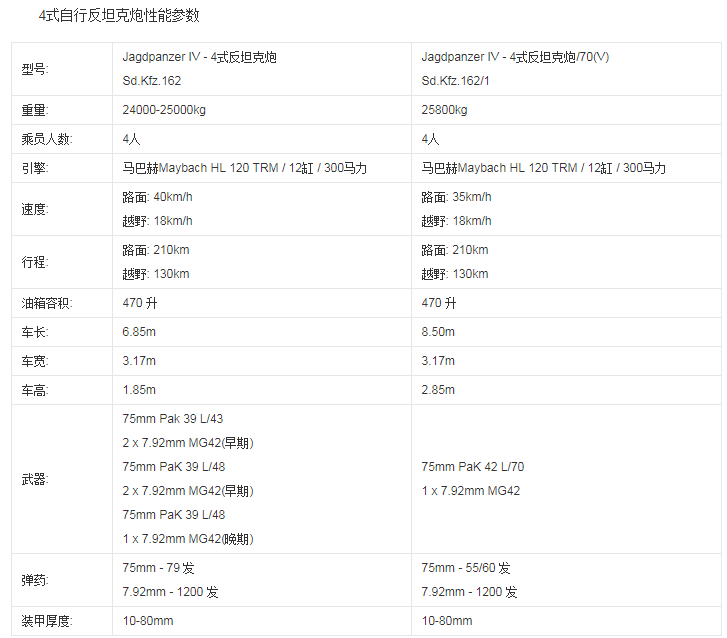 4式自行反坦克炮性能参数
型号:
Jagdpanzer IV - 4式反坦克炮
Sd.Kfz.162
Jagdpanzer IV - 4式反坦克炮/70(V)
Sd.Kfz.162/1
重量:
24000-25000kg
25800kg
乘员人数:
4人
4人
引擎:
马巴赫Maybach HL 120 TRM / 12缸 / 300马力
马巴赫Maybach HL 120 TRM / 12缸 / 300马力
速度:
路面: 40km/h
越野: 18km/h
路面: 35km/h
越野: 18km/h
行程:
路面: 210km
越野: 130km
路面: 210km
越野: 130km
油箱容积:
470 升
470 升
车长:
6.85m
8.50m
车宽:
3.17m
3.17m
车高:
1.85m
2.85m
武器:
75mm Pak 39 L/43
2 x 7.92mm MG42(早期)
75mm PaK 39 L/48
2 x 7.92mm MG42(早期)
75mm PaK 39 L/48
1 x 7.92mm MG42(晚期)
75mm PaK 42 L/70
1 x 7.92mm MG42
弹药:
75mm - 79 发
7.92mm - 1200 发
75mm - 55/60 发
7.92mm - 1200 发
装甲厚度:
10-80mm
10-80mm